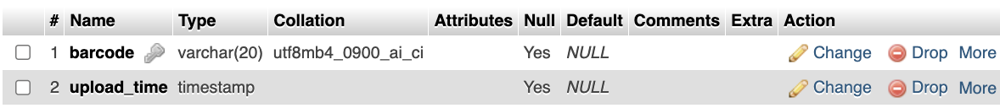 # Name Type Collation Attributes Null Default Comments Extra Action
1 barcode varchar(20) utf8mb4_0900_ai_ci Yes NULL Change Drop More
2 upload_time timestamp Yes NULL Change Drop More